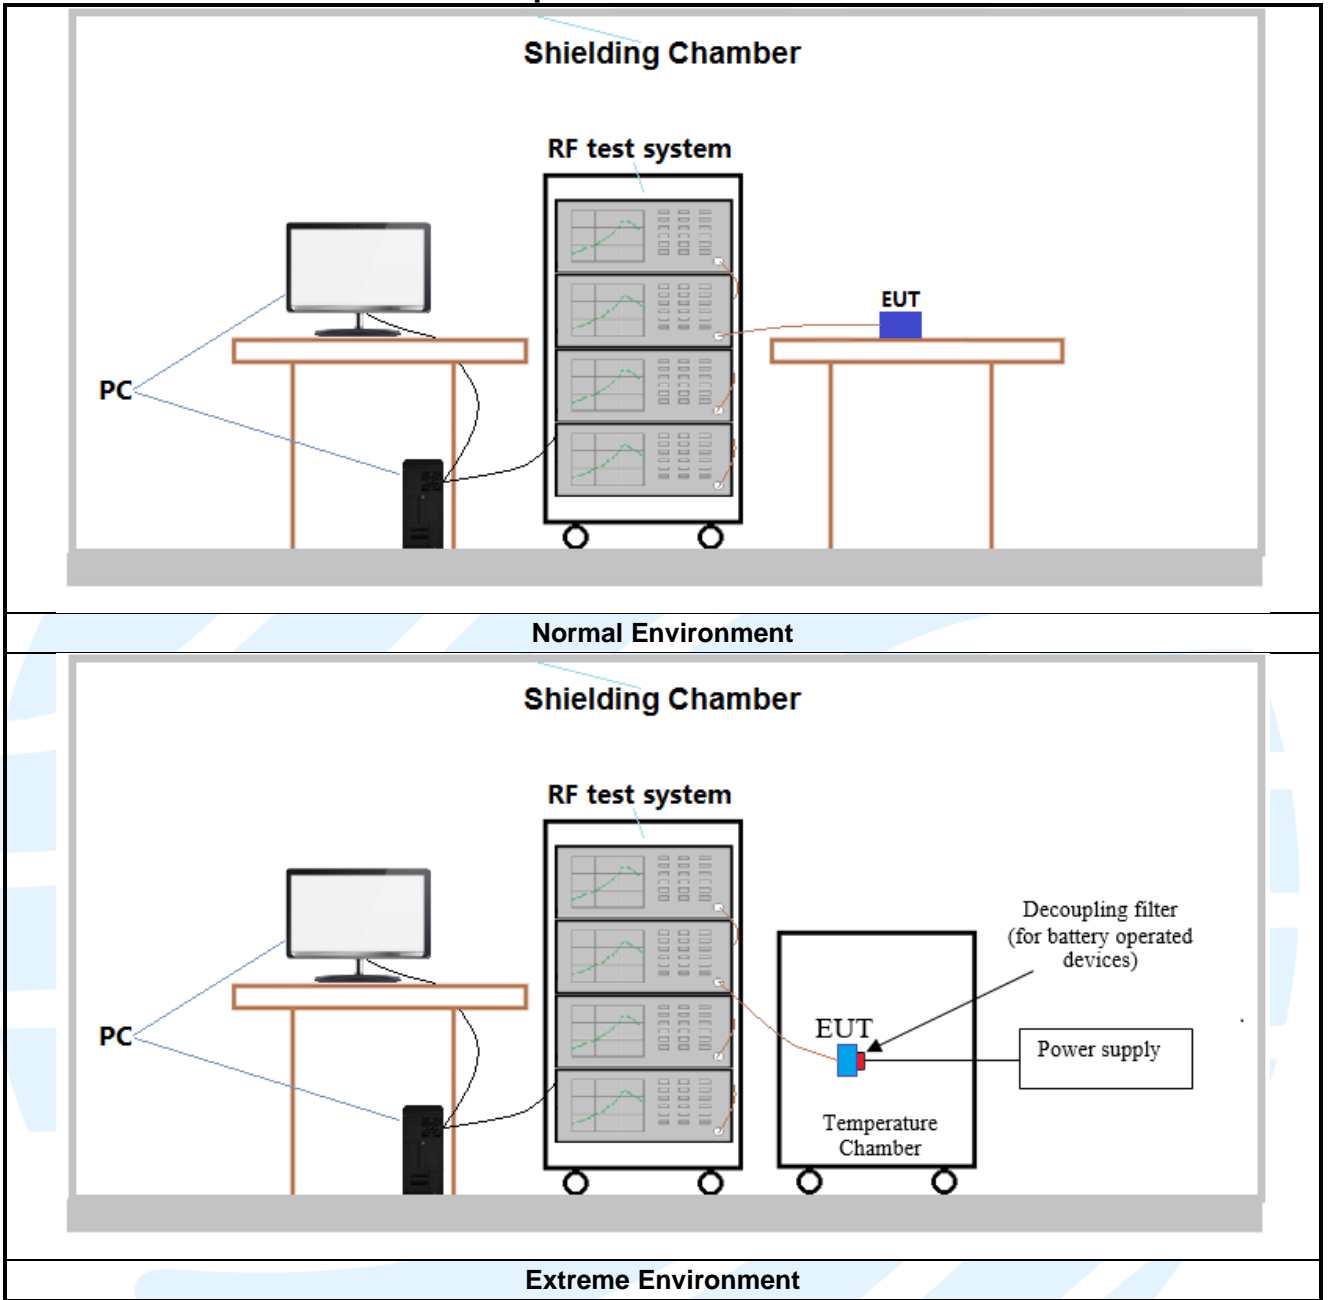 Shielding Chamber
RF test system
EUT
PC
Normal Environment
Shielding Chamber
RF test system
Decoupling filter
(for battery operated
devices)
EUT
Power supply
PC
Temperature
Chamber
Extreme Environment